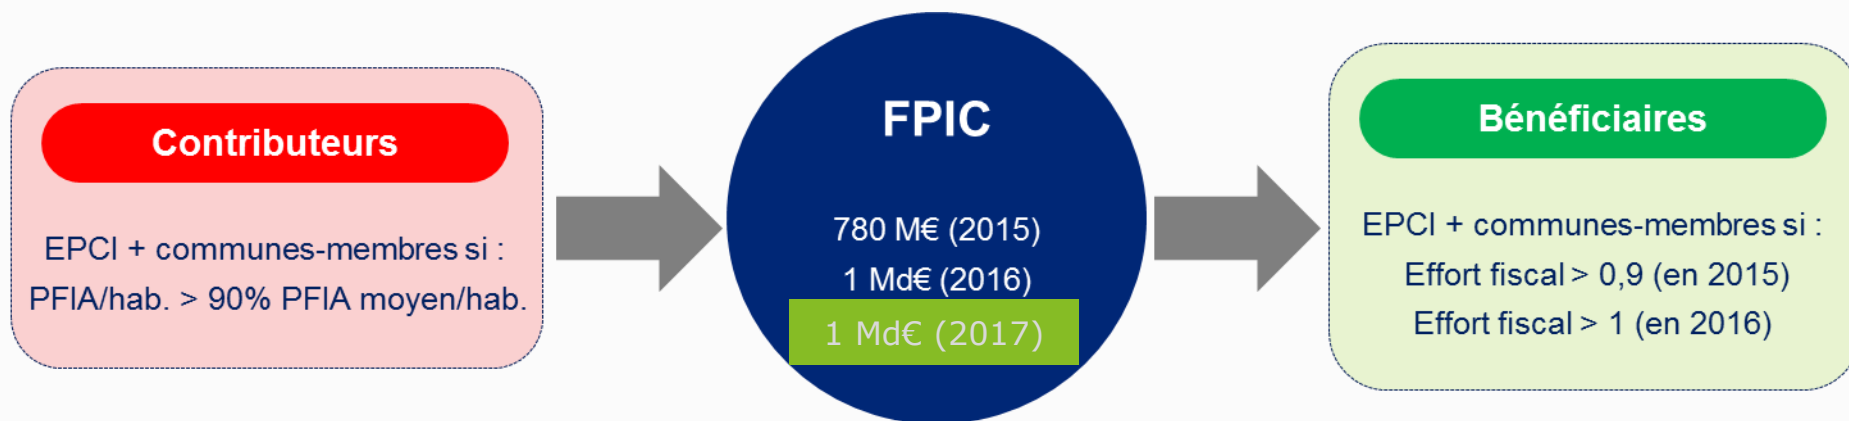 Contributeurs
EPCI + communes-membres si :
PFIA/hab. > 90% PFIA moyen/hab.
FPIC
780 M€ (2015)
1 Md€ (2016)
1 Md€ (2017)
Bénéficiaires
EPCI + communes-membres si :
Effort fiscal > 0,9 (en 2015)
Effort fiscal > 1 (en 2016)